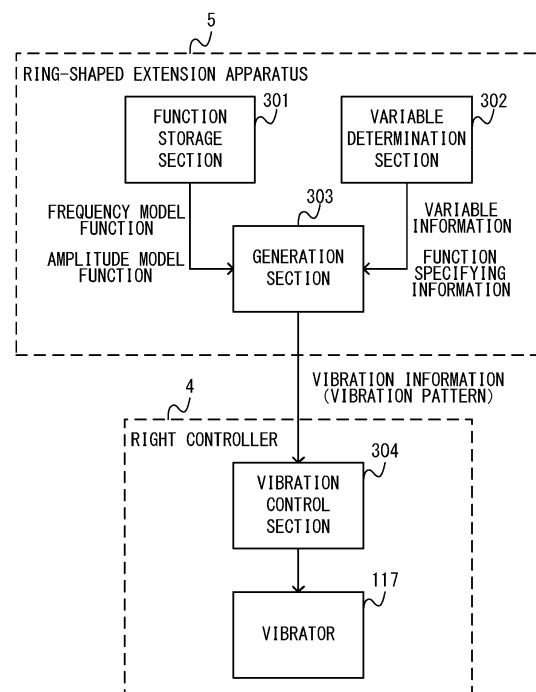 5
RING-SHAPED EXTENSION APPARATUS
301
FUNCTION
STORAGE
SECTION
302
VARIABLE
DETERMINATION
SECTION
FREQUENCY MODEL
FUNCTION
AMPLITUDE MODEL
FUNCTION
303
GENERATION
SECTION
VARIABLE
INFORMATION
FUNCTION
SPECIFYING
INFORMATION
VIBRATION INFORMATION
(VIBRATION PATTERN)
4
RIGHT CONTROLLER
304
VIBRATION
CONTROL
SECTION
117
VIBRATOR